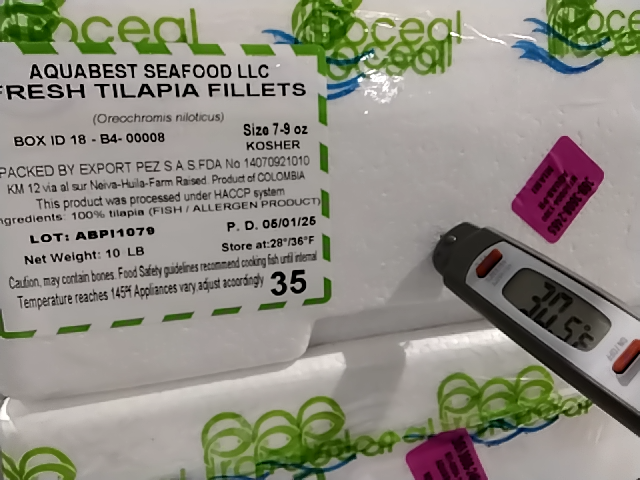 oceal
oceal
oceal
AQUABEST SEAFOOD LLC
FRESH TILAPIA FILLETS
(Oreochromis niloticus)
BOX ID 18 - B4- 00008
Size 7-9 oz
KOSHER
PACKED BY EXPORT PEZ S A S.FDA No 14070921010
KM 12 via al sur Neiva-Huila-Farm Raised. Product of COLOMBIA
This product was processed under HACCP system
ngredients: 100% tilapia (FISH / ALLERGEN PRODUCT)
LOT: ABPI1079
P. D. 05/01/25
Net Weight: 10 LB
Store at:28°/36°F
Caution, may contain bones. Food Safety guidelines recommend cooking fish until internal
Temperature reaches 145°f Appliances vary,adjust acoordingly
35
ON/OFF